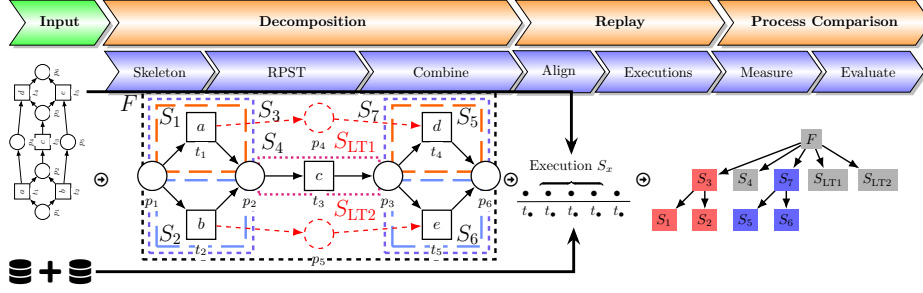 Input Decomposition Replay Process Comparison
Skeleton RPST Combine Align Executions Measure Evaluate
F
S1 S3 S7 S5
a d
t1 p4 t4
S4 SLT1
c
p1 p2 t3 p3 p6
SLT2
S2 S6
b e
t2 p5 t5
Execution Sx
t• t• t• t• t•
F
S3 S4 S7 SLT1 SLT2
S1 S2 S5 S6